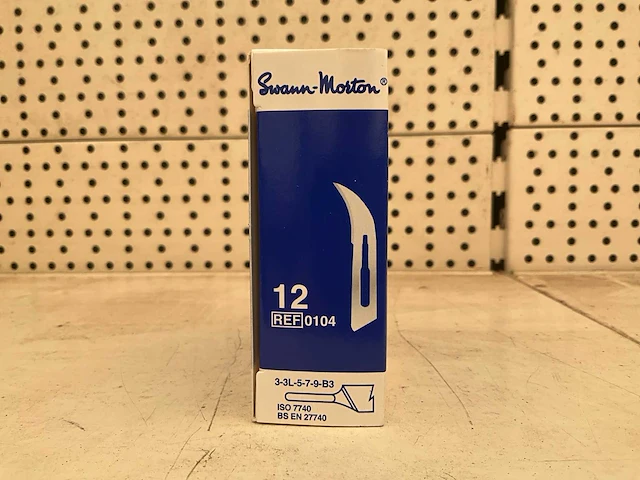 Swann-Morton®
12
REF 0104
3-3L-5-7-9-B3
ISO 7740
BS EN 27740